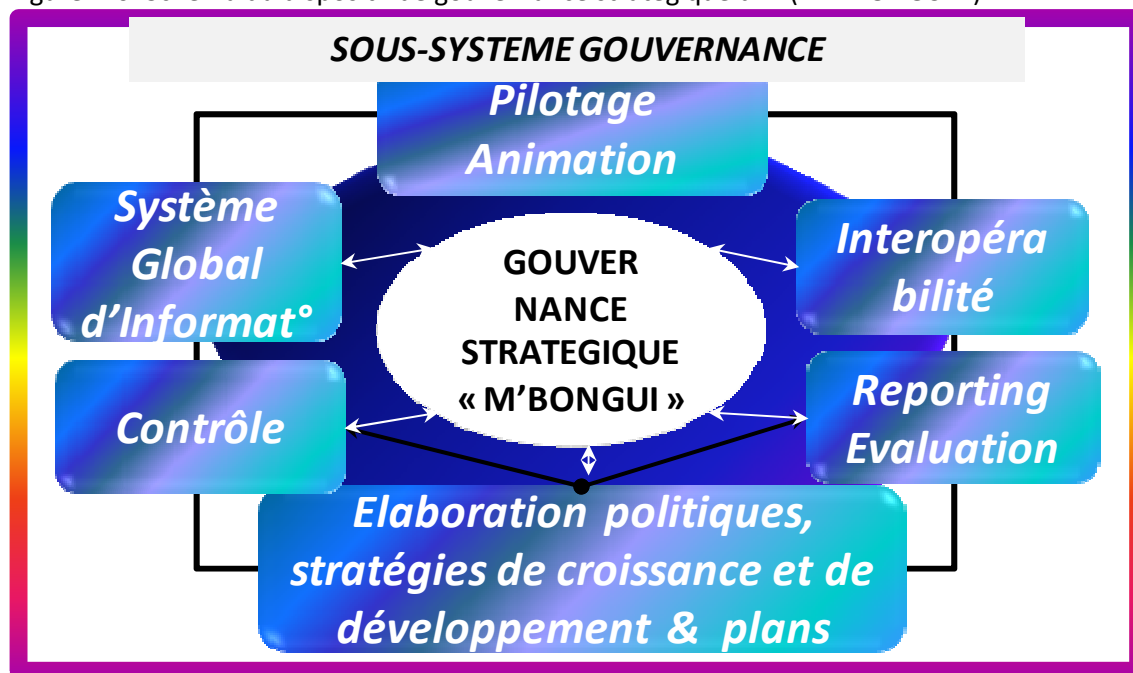 SOUS-SYSTEME GOUVERNANCE
Pilotage
Animation
Système
Global
d’Informat°
Interopéra
bilité
GOUVER
NANCE
STRATEGIQUE
« M’BONGUI »
Contrôle
Reporting
Evaluation
Elaboration politiques,
stratégies de croissance et de
développement & plans